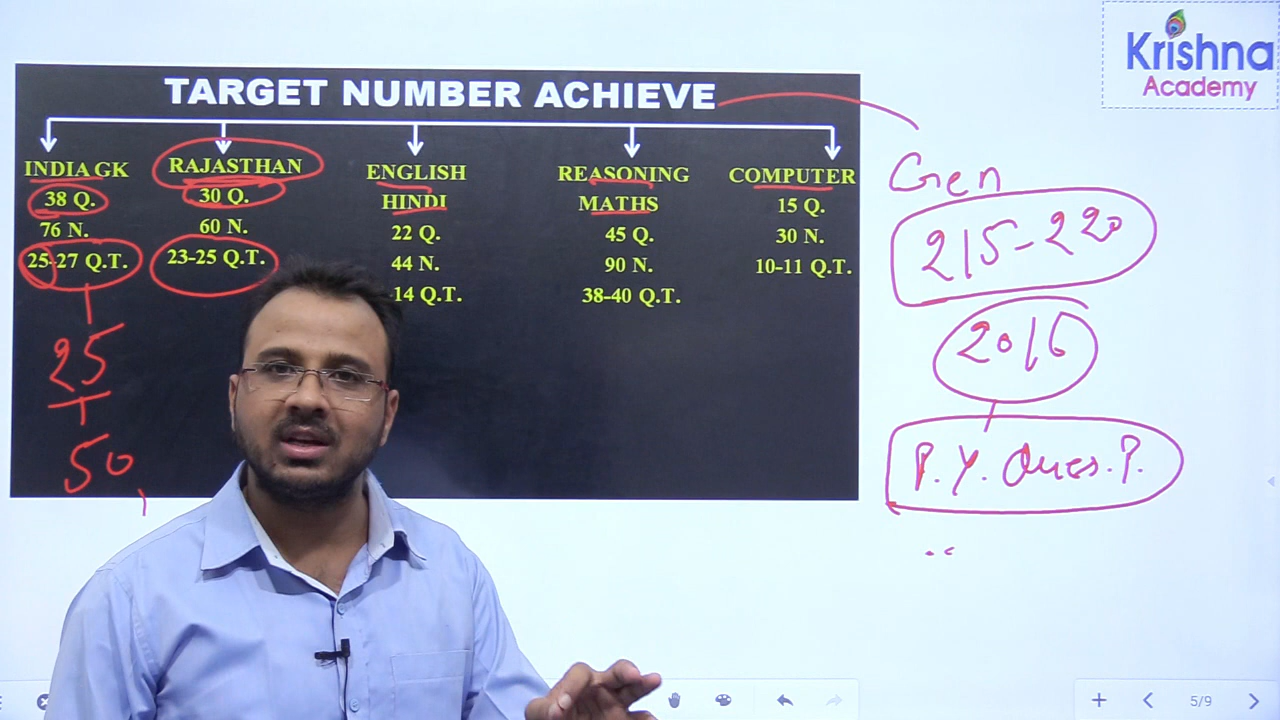 Krishna
Academy
TARGET NUMBER ACHIEVE
INDIA GK
38 Q.
76 N.
25-27 Q.T.
25
50
RAJASTHAN
30 Q.
60 N.
23-25 Q.T.
ENGLISH
HINDI
22 Q.
44 N.
-14 Q.T.
REASONING
MATHS
45 Q.
90 N.
38-40 Q.T.
COMPUTER
15 Q.
30 N.
10-11 Q.T.
Gen
215-220
2016
P.Y. Ques. P.
5/9